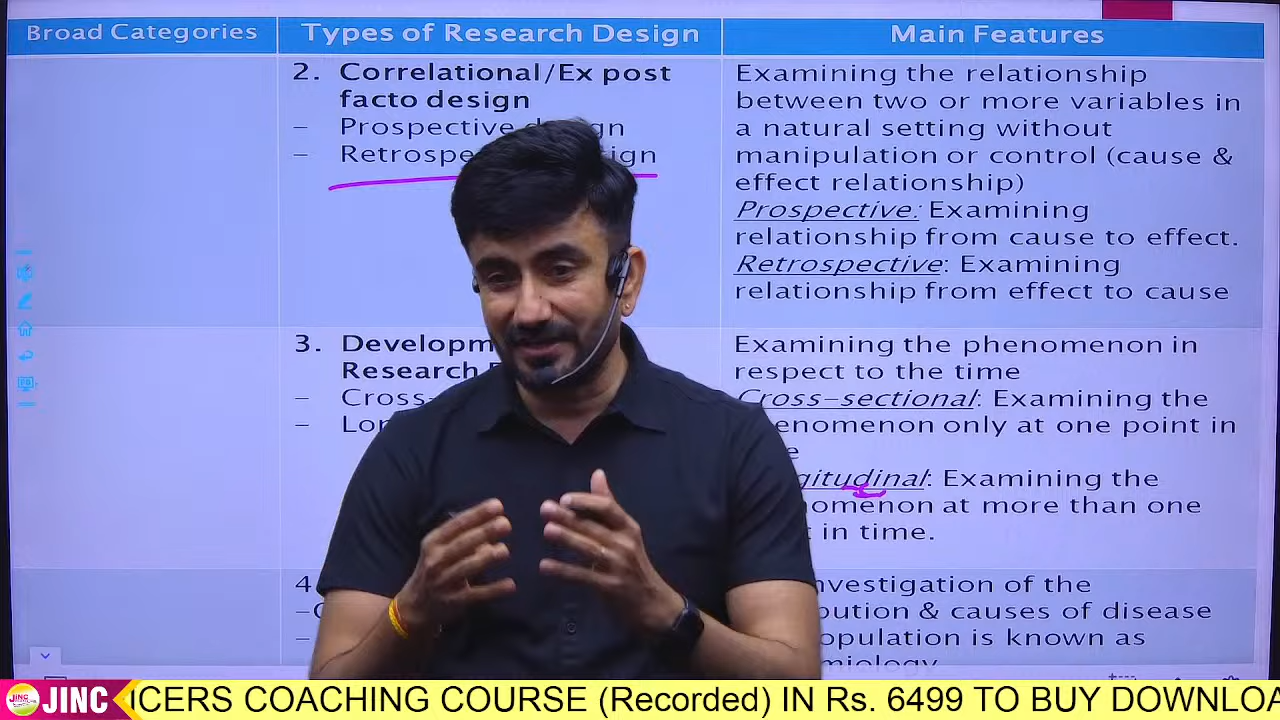 Broad Categories
Types of Research Design
Main Features
2. Correlational/Ex post
facto design
– Prospective
– Retrospe
Examining the relationship
between two or more variables in
a natural setting without
manipulation or control (cause &
effect relationship)
Prospective: Examining
relationship from cause to effect.
Retrospective: Examining
relationship from effect to cause
3. Developm
Research
– Cross-
– Lon
Examining the phenomenon in
respect to the time
Cross-sectional: Examining the
enomenon only at one point in
gitudinal: Examining the
nomenon at more than one
in time.
4
nvestigation of the
bution & causes of disease
opulation is known as
JINC
ICERS COACHING COURSE (Recorded) IN Rs. 6499 TO BUY DOWNLOA